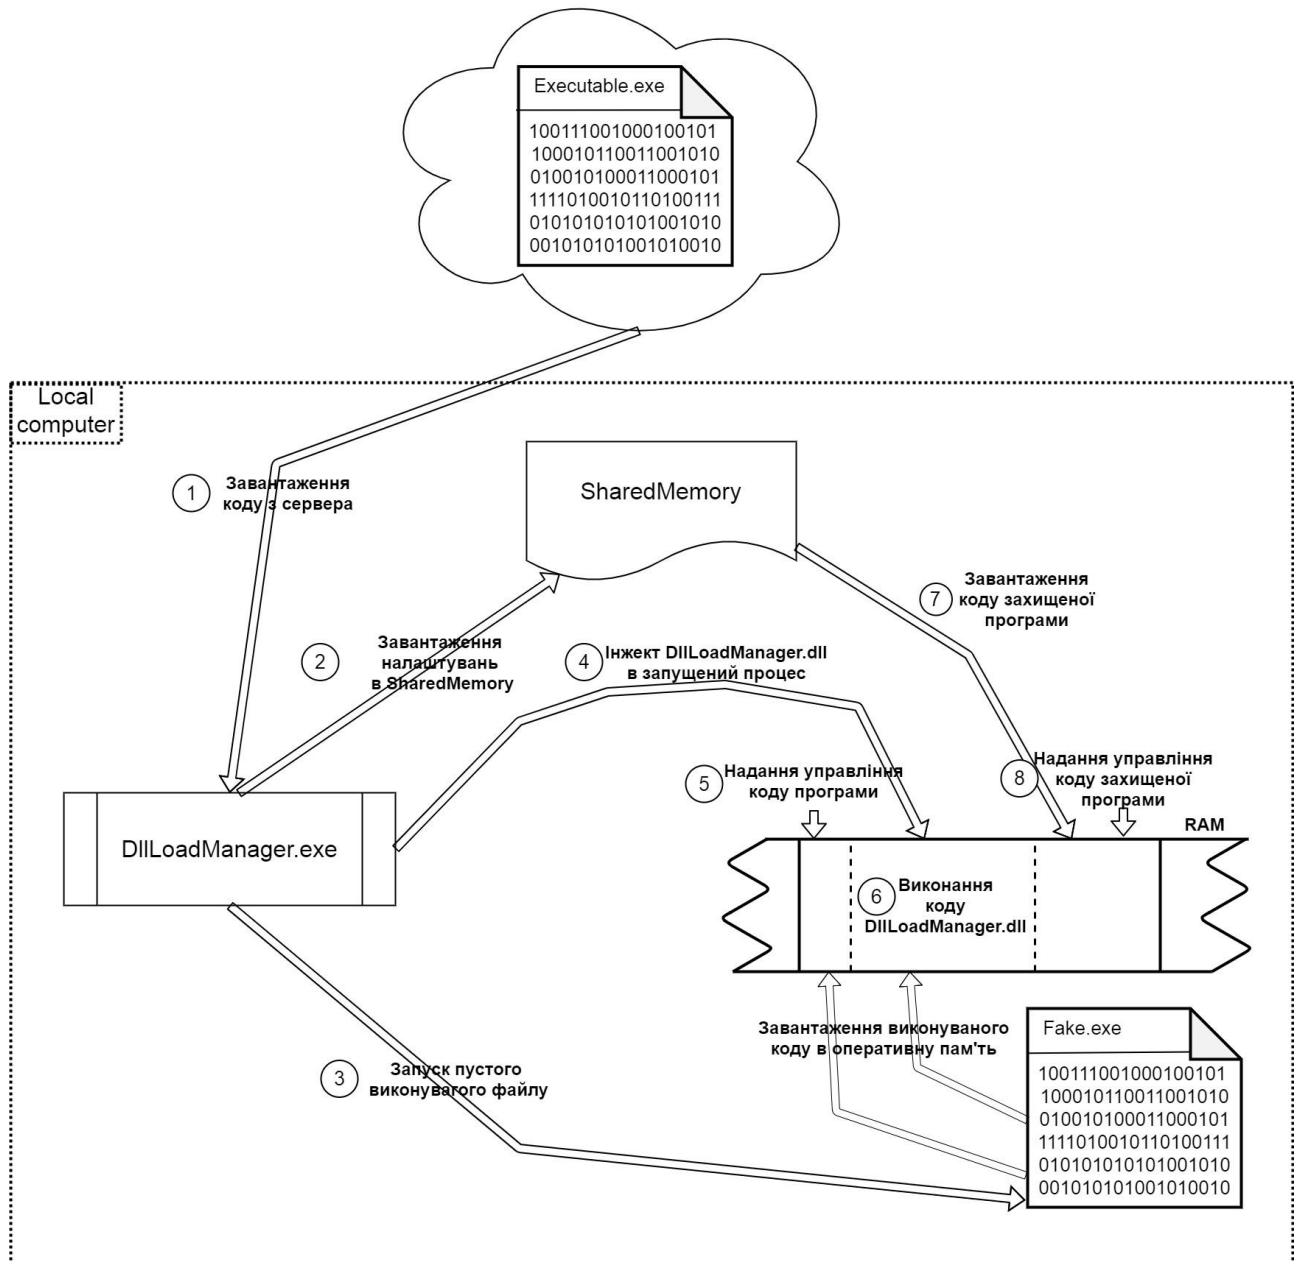 Executable.exe
100111001000100101
100010110011001010
010010100011000101
111101001011010011​1
010101010101001010
001010101001010010
Local
computer
1
Завантаження
коду з сервера
SharedMemory
2
Завантаження
налаштувань
в SharedMemory
4
Інжект DllLoadManager.dll
в запущений процес
7
Завантаження
коду захищеної
програми
5
Надання управління
коду програми
8
Надання управління
коду захищеної
програми
RAM
DllLoadManager.exe
6
Виконання
коду
DllLoadManager.dll
Завантаження виконуваного
коду в оперативну пам'ть
3
Запуск пустого
виконувагого файлу
Fake.exe
100111001000100101
100010110011001010
010010100011000101
111101001011010011​1
010101010101001010
001010101001010010